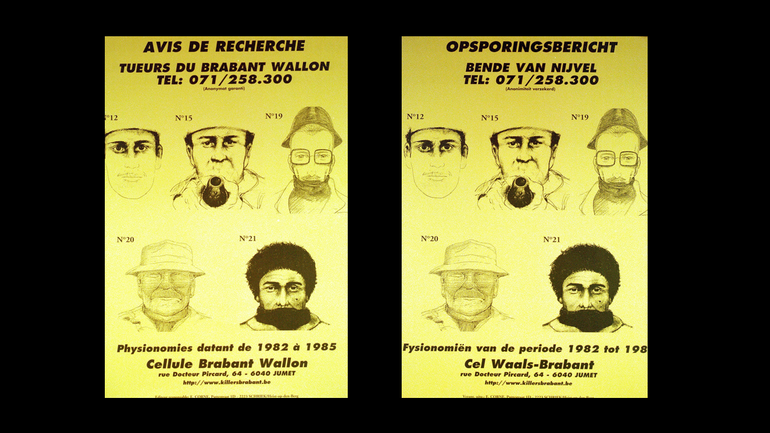 AVIS DE RECHERCHE
TUEURS DU BRABANT WALLON
TEL: 071/258.300
(Anonymat garanti)
N°12
N°15
N°19
N°20
N°21
Physionomies datant de 1982 à 1985
Cellule Brabant Wallon
rue Docteur Pircard, 64 - 6040 JUMET
http://www.killersbrabant.be
OPSPORINGSBERICHT
BENDE VAN NIJVEL
TEL: 071/258.300
(Anonimiteit verzekerd)
N°12
N°15
N°19
N°20
N°21
Fysionomiën van de periode 1982 tot 198
Cel Waals-Brabant
rue Docteur Pircard, 64 - 6040 JUMET
http://www.killersbrabant.be